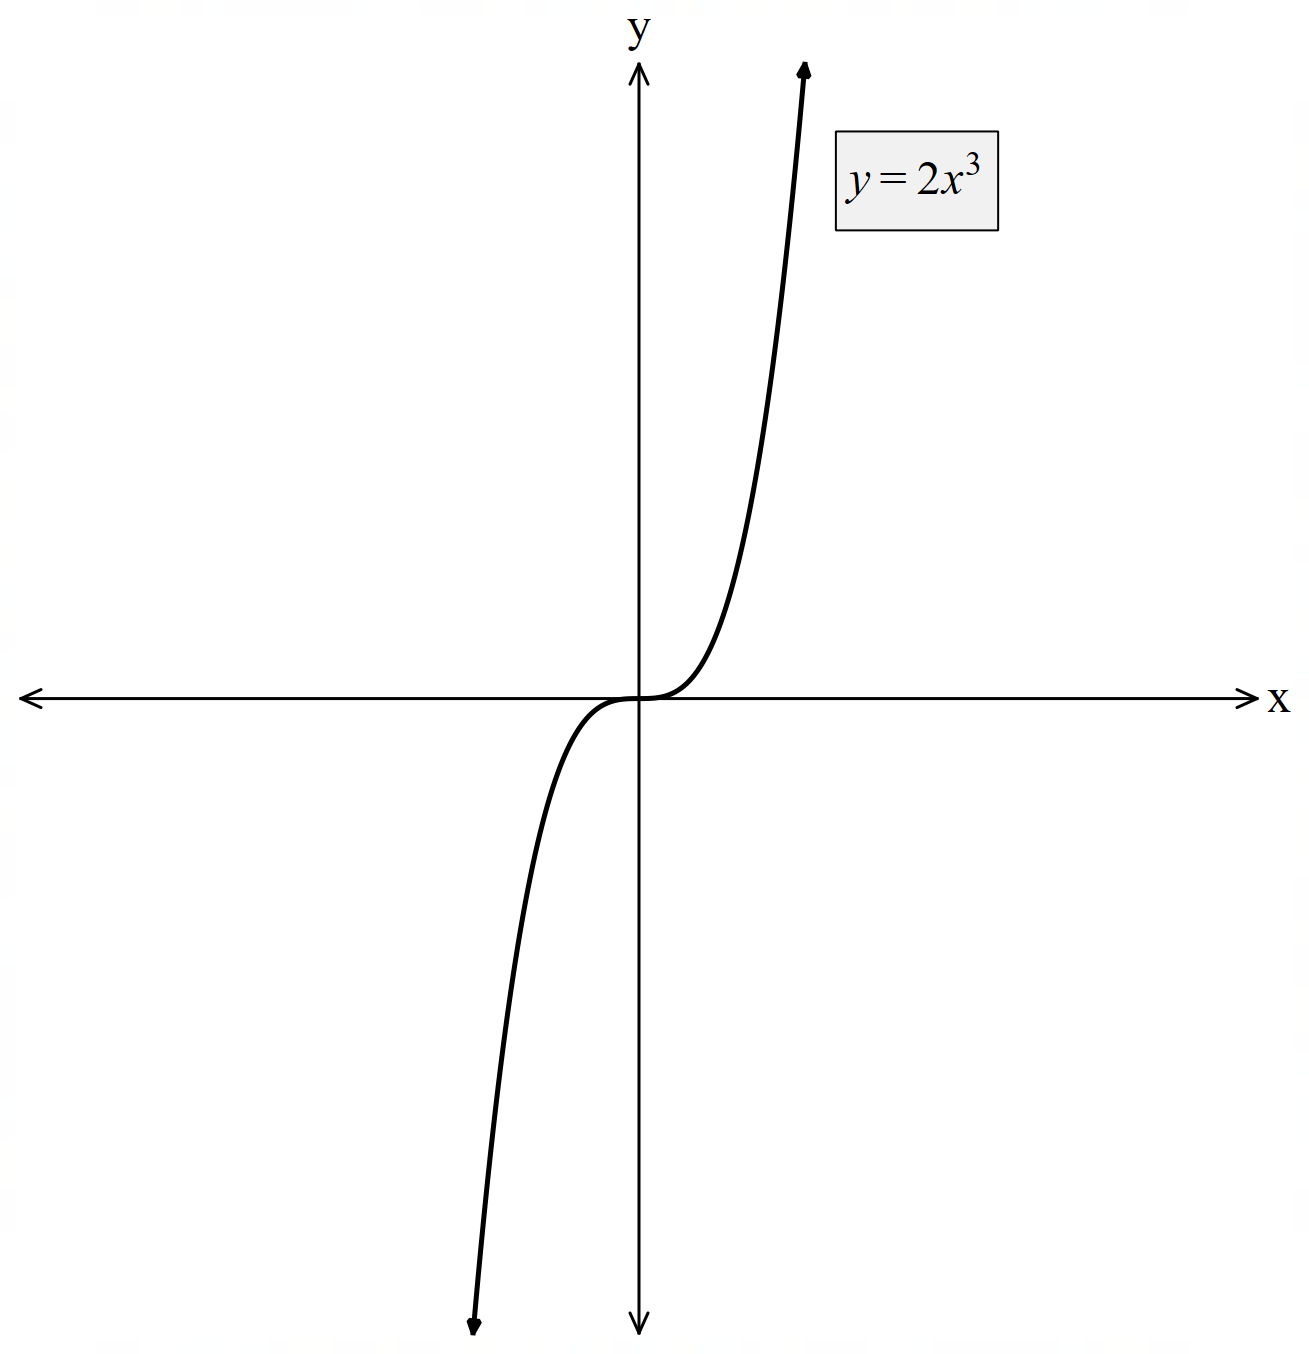 y
y = 2x³
x